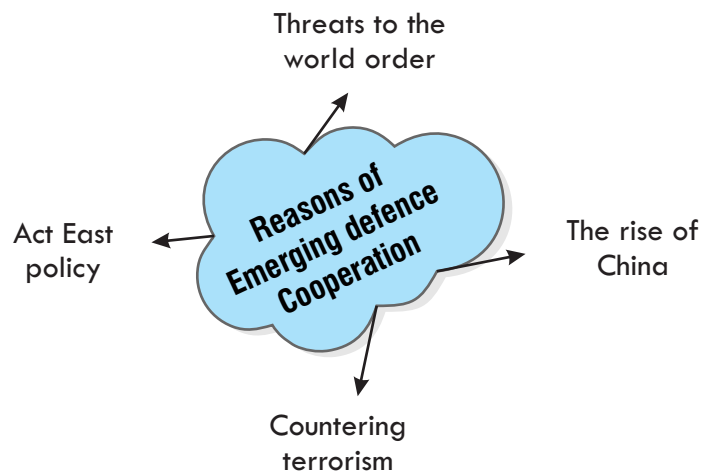 Threats to the
world order
Reasons of
Emerging defence
Cooperation
Act East
policy
The rise of
China
Countering
terrorism